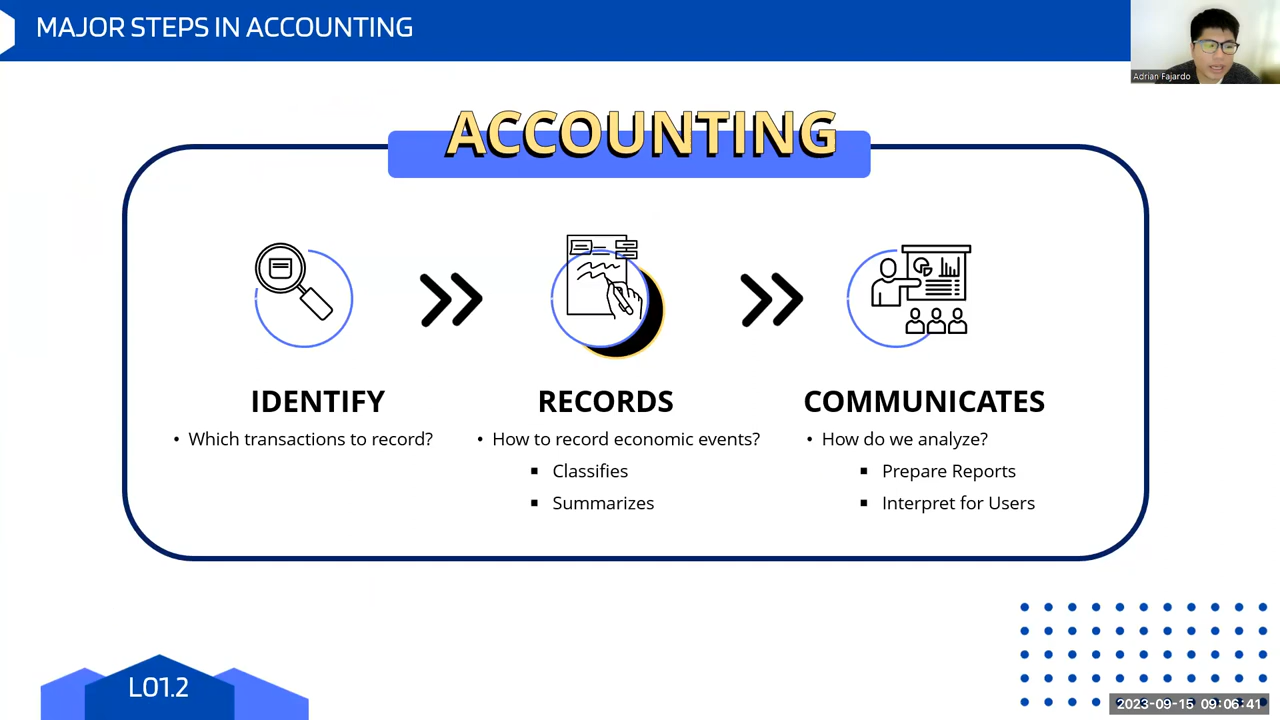 MAJOR STEPS IN ACCOUNTING
Adrian Fajardo
ACCOUNTING
IDENTIFY
• Which transactions to record?
RECORDS
• How to record economic events?
▪ Classifies
▪ Summarizes
COMMUNICATES
• How do we analyze?
▪ Prepare Reports
▪ Interpret for Users
LO1.2
2023-09-15 09:06:41